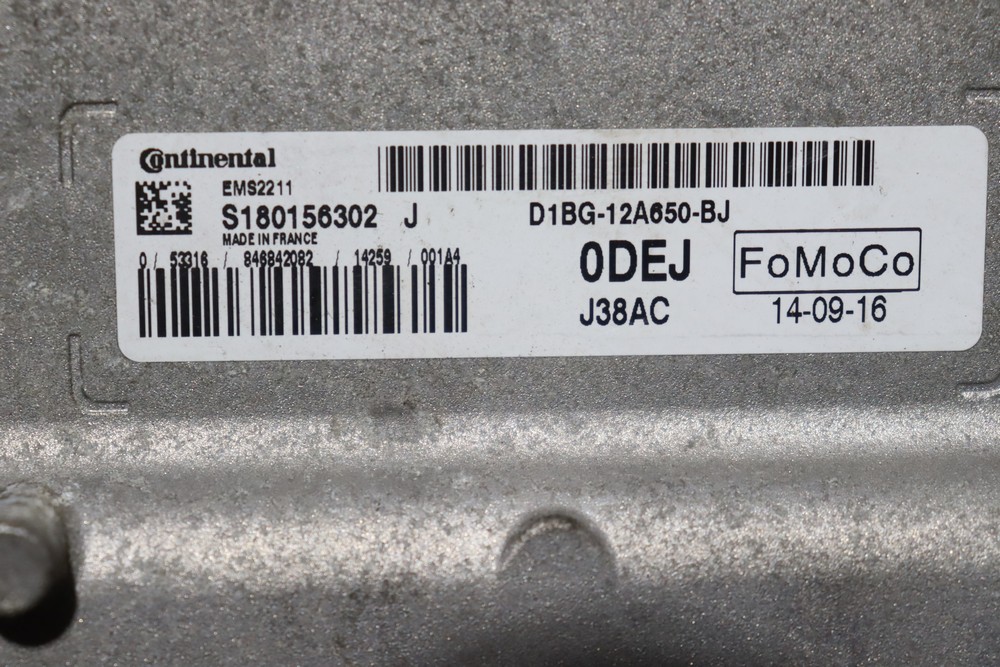 Continental
EMS2211
S180156302 J
MADE IN FRANCE
0 / 53316 / 846842082 / 14259 / 001A4
D1BG-12A650-BJ
0DEJ
FoMoCo
J38AC
14-09-16